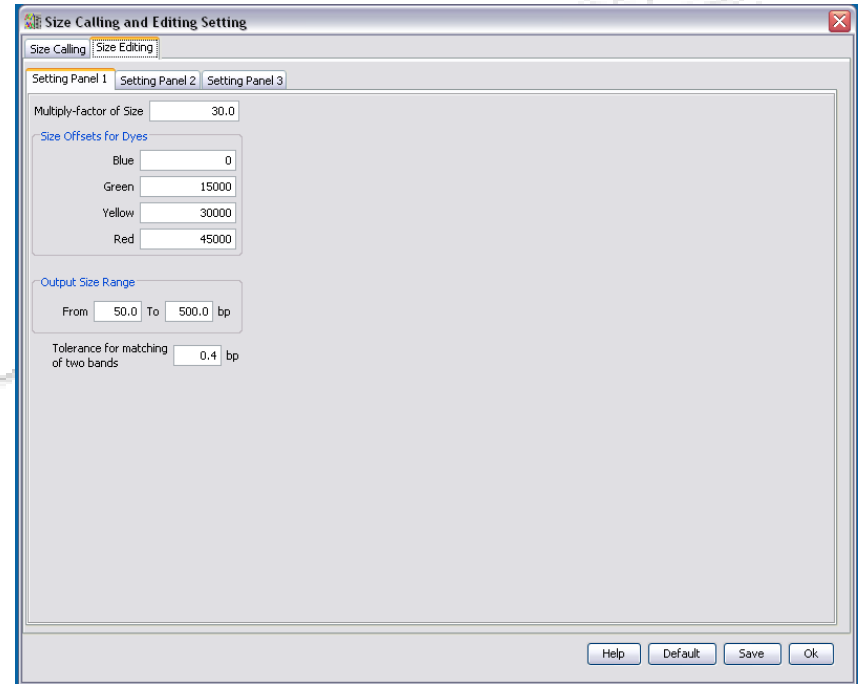 Size Calling and Editing Setting
Size Calling Size Editing
Setting Panel 1 Setting Panel 2 Setting Panel 3
Multiply-factor of Size 30.0
Size Offsets for Dyes
Blue 0
Green 15000
Yellow 30000
Red 45000
Output Size Range
From 50.0 To 500.0 bp
Tolerance for matching
of two bands 0.4 bp
Help Default Save Ok